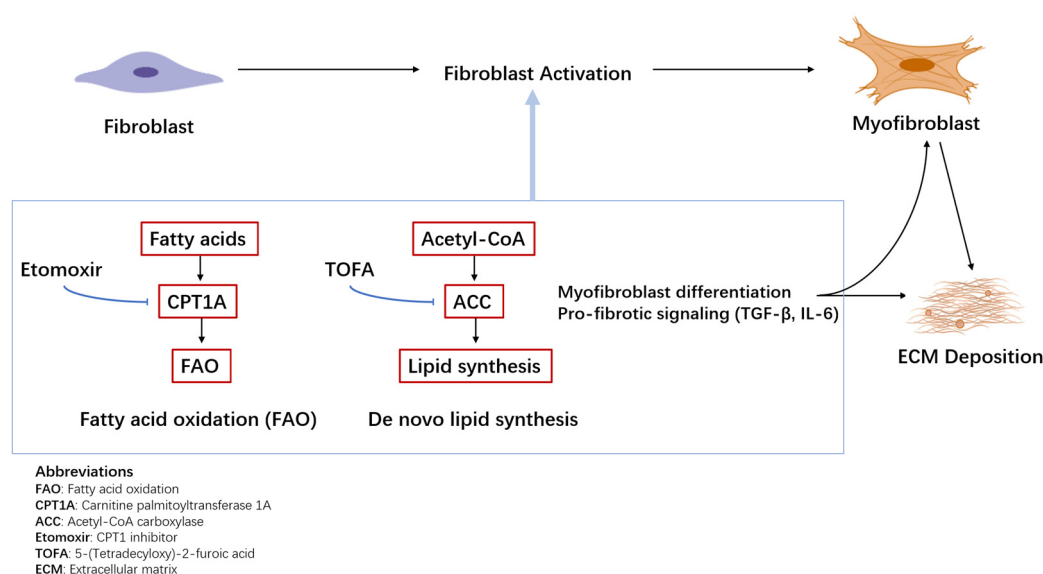 Fibroblast
Fibroblast Activation
Myofibroblast
Fatty acids
Etomoxir
CPT1A
FAO
Fatty acid oxidation (FAO)
Acetyl-CoA
TOFA
ACC
Lipid synthesis
De novo lipid synthesis
Myofibroblast differentiation
Pro-fibrotic signaling (TGF-β, IL-6)
ECM Deposition
Abbreviations
FAO: Fatty acid oxidation
CPT1A: Carnitine palmitoyltransferase 1A
ACC: Acetyl-CoA carboxylase
Etomoxir: CPT1 inhibitor
TOFA: 5-(Tetradecyloxy)-2-furoic acid
ECM: Extracellular matrix